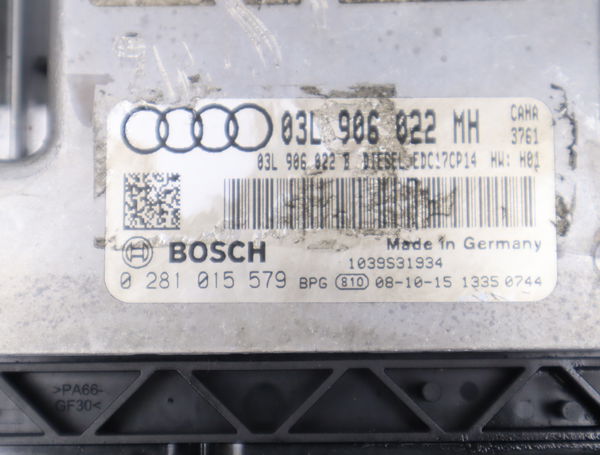 03L 906 022 MH CAHA
3761
03L 906 022 B DIESEL EDC17CP14 HW: H01
BOSCH
Made in Germany
1039S31934
0 281 015 579 BPG 810 08-10-15 1335 0744
>PA66-
GF30<